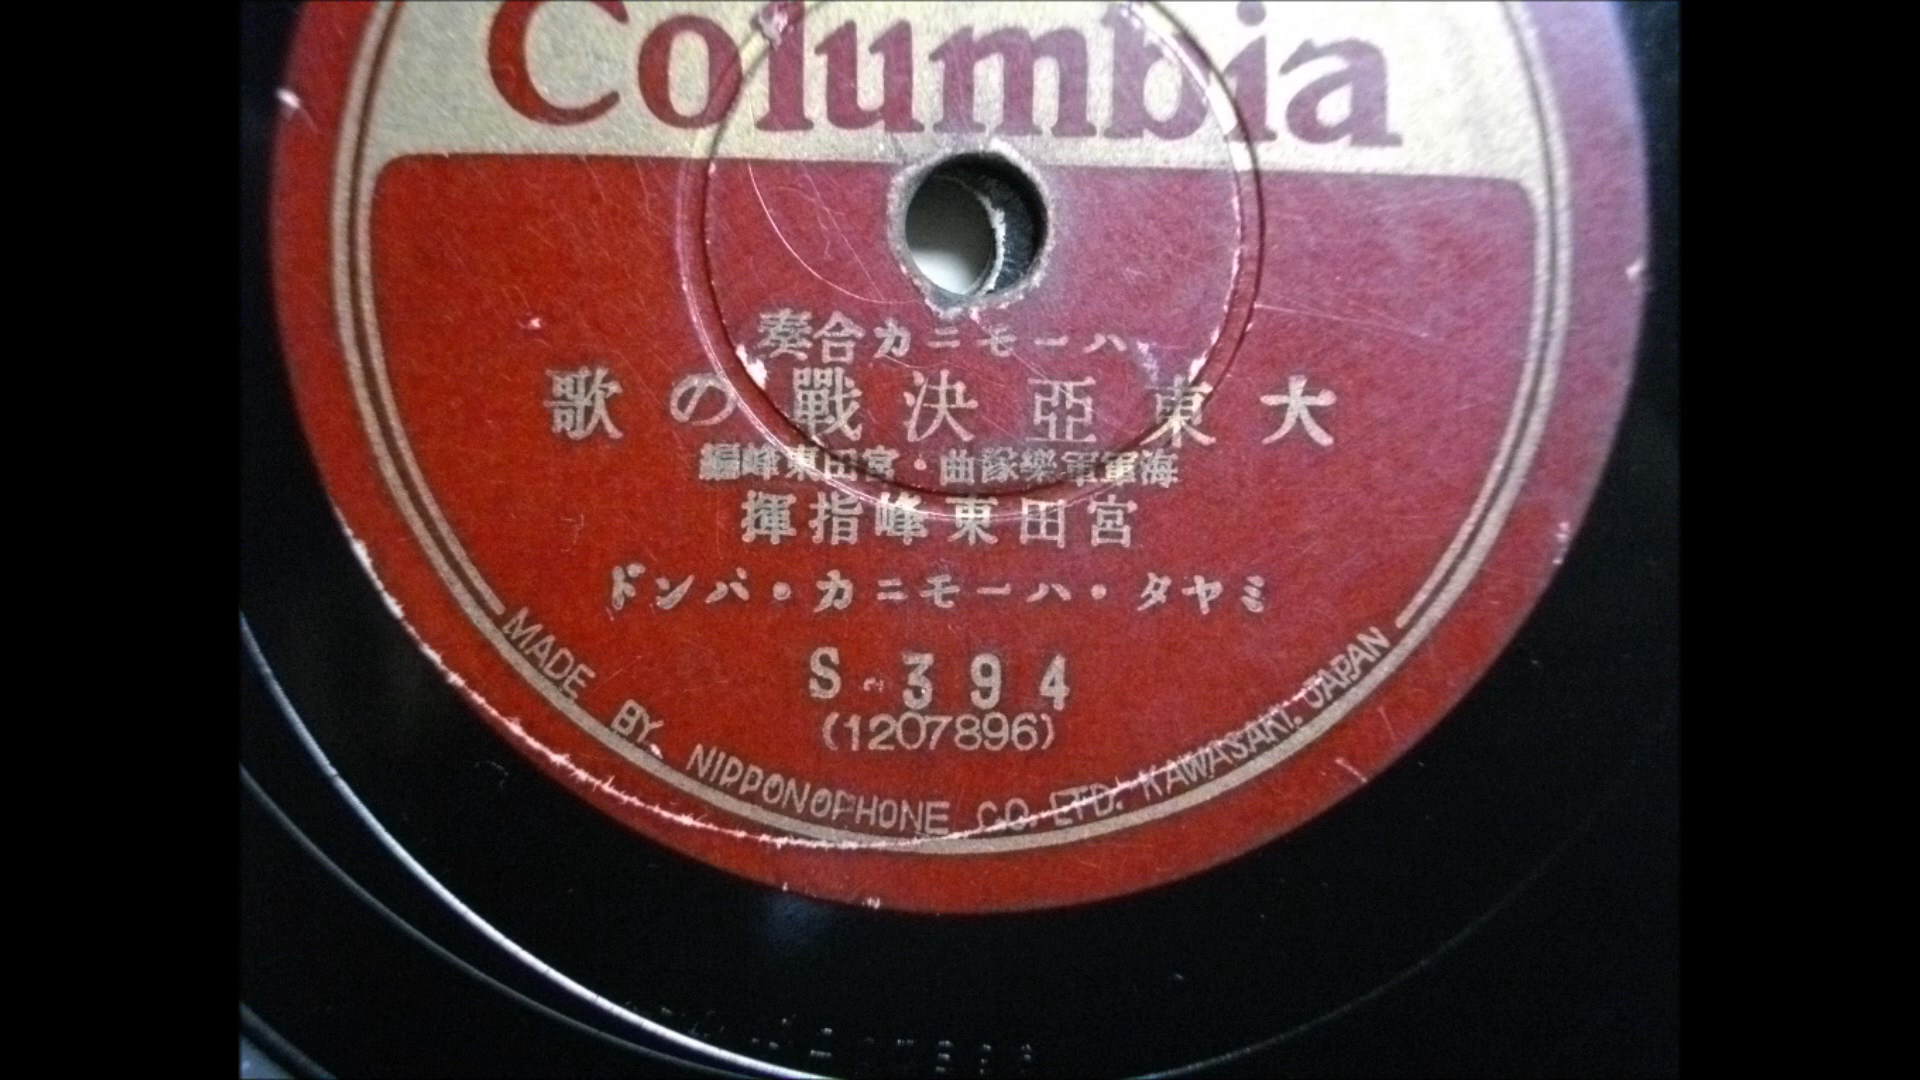 Columbia
ハーモニカ合奏
大東亞決戰の歌
海軍軍樂隊曲・宮田東峰編
宮田東峰指揮
ミヤタ・ハーモニカ・バンド
S-394
(1207896)
MADE BY NIPPONOPHONE CO. LTD. KAWASAKI. JAPAN